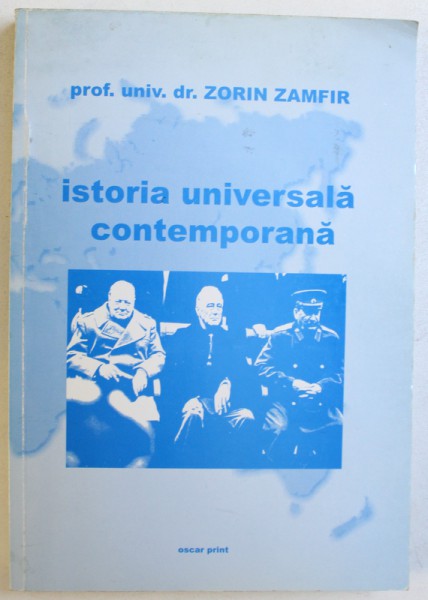 prof. univ. dr. ZORIN ZAMFIR
istoria universală
contemporană
oscar print